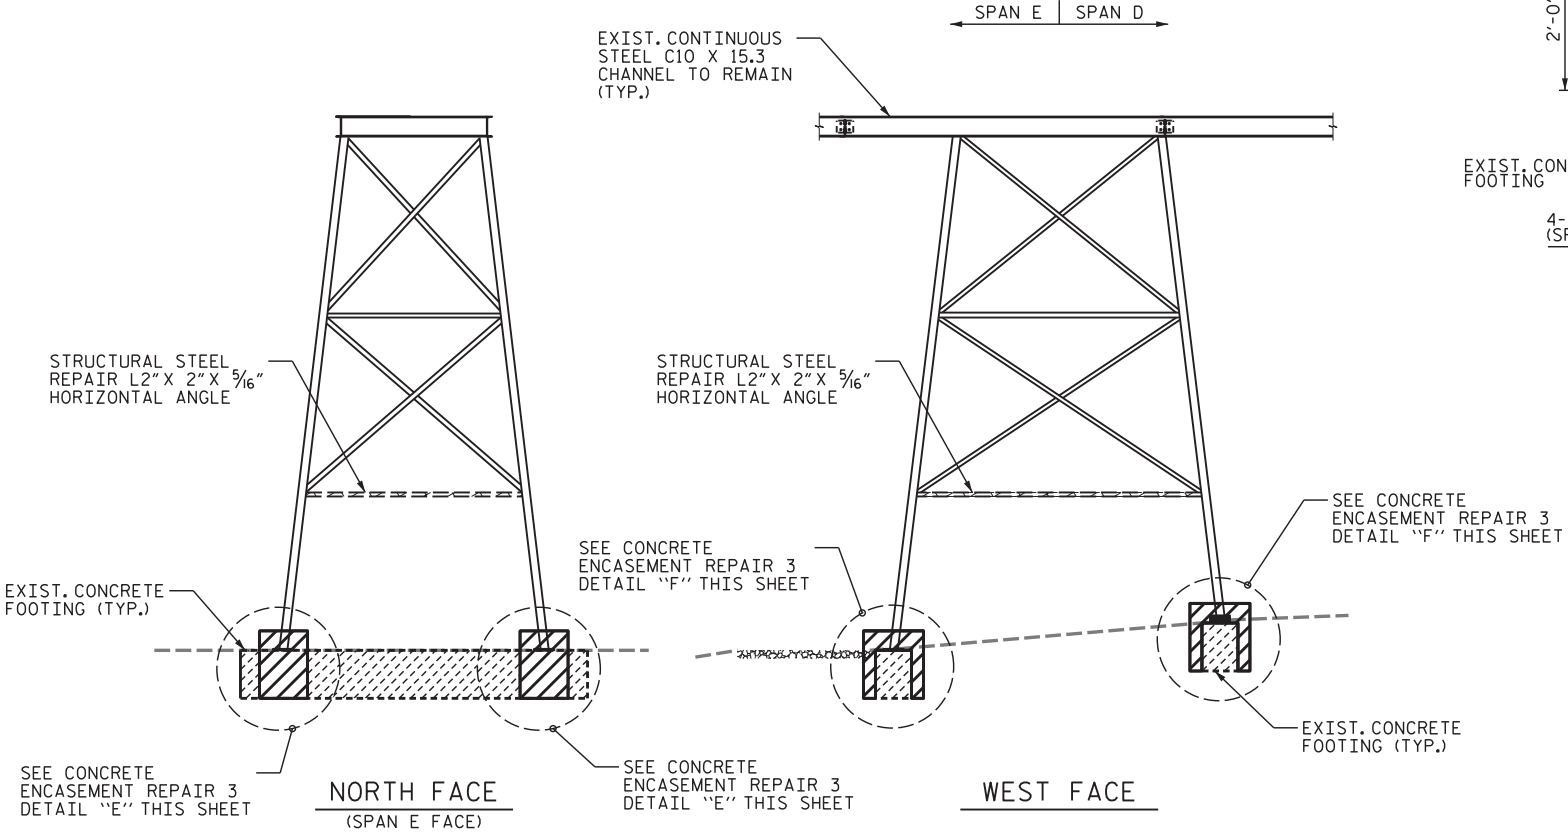 SPAN E SPAN D
2'-0"
EXIST. CONTINUOUS
STEEL C10 X 15.3
CHANNEL TO REMAIN
(TYP.)
EXIST. CON
FOOTING
4-
STRUCTURAL STEEL
REPAIR L2" X 2" X 5/16"
HORIZONTAL ANGLE
STRUCTURAL STEEL
REPAIR L2" X 2" X 5/16"
HORIZONTAL ANGLE
SEE CONCRETE
ENCASEMENT REPAIR 3
DETAIL "F" THIS SHEET
SEE CONCRETE
ENCASEMENT REPAIR 3
DETAIL "F" THIS SHEET
EXIST. CONCRETE
FOOTING (TYP.)
EXIST. CONCRETE
FOOTING (TYP.)
SEE CONCRETE
ENCASEMENT REPAIR 3
DETAIL "E" THIS SHEET
NORTH FACE
(SPAN E FACE)
SEE CONCRETE
ENCASEMENT REPAIR 3
DETAIL "E" THIS SHEET
WEST FACE